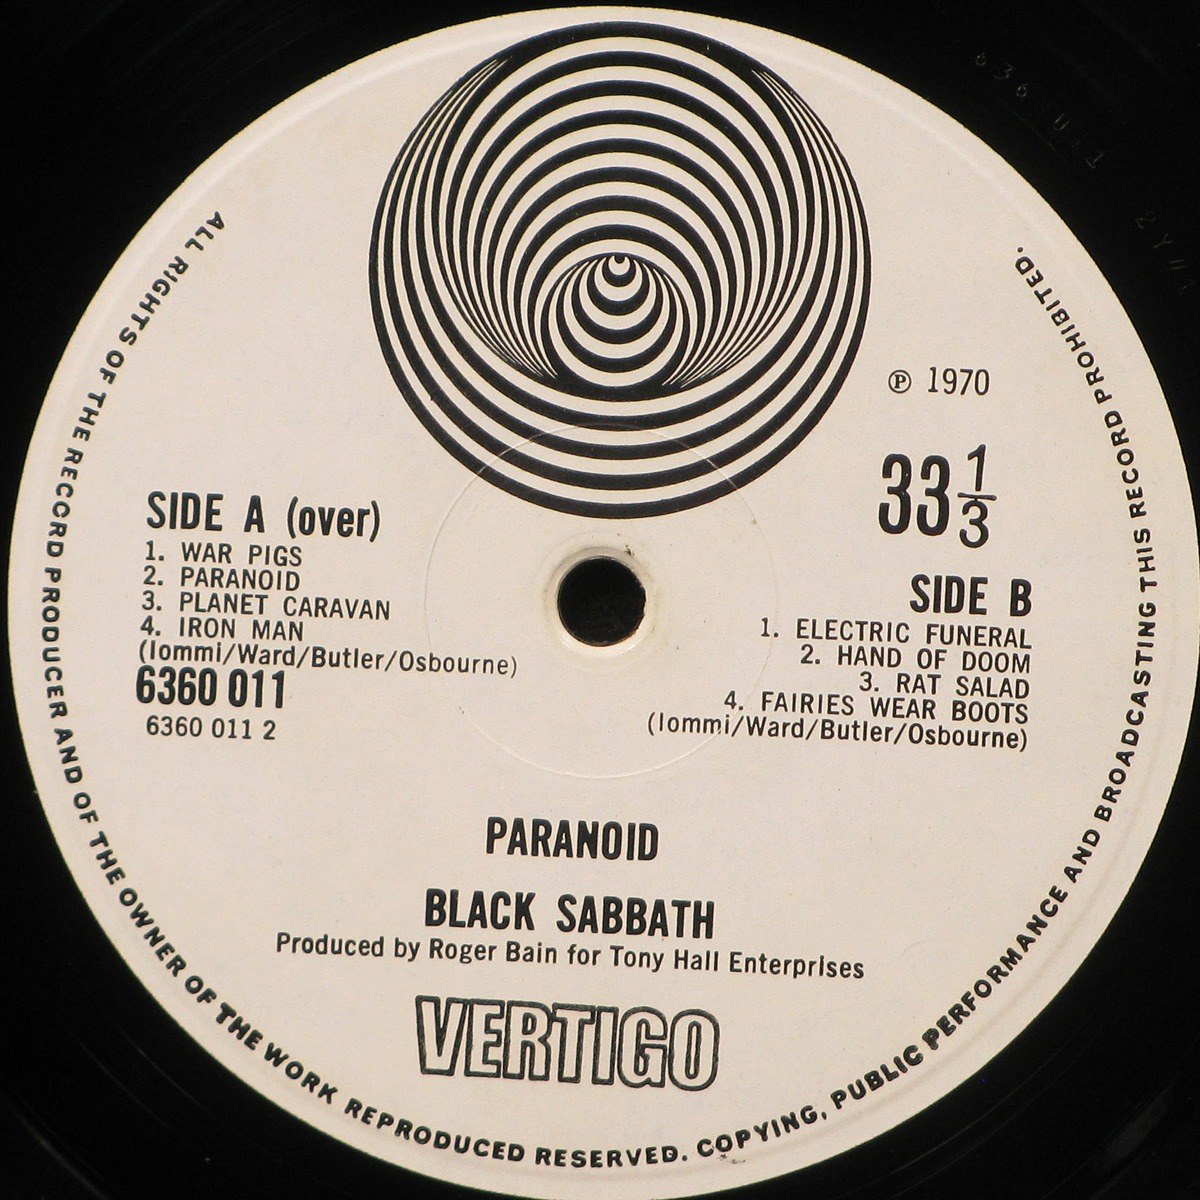 ALL RIGHTS OF THE RECORD PRODUCER AND OF THE OWNER OF THE WORK REPRODUCED RESERVED. COPYING, PUBLIC PERFORMANCE AND BROADCASTING THIS RECORD PROHIBITED.
℗ 1970
33 1/3
SIDE A (over)
1. WAR PIGS
2. PARANOID
3. PLANET CARAVAN
4. IRON MAN
(Iommi/Ward/Butler/Osbourne)
6360 011
6360 011 2
SIDE B
1. ELECTRIC FUNERAL
2. HAND OF DOOM
3. RAT SALAD
4. FAIRIES WEAR BOOTS
(Iommi/Ward/Butler/Osbourne)
PARANOID
BLACK SABBATH
Produced by Roger Bain for Tony Hall Enterprises
VERTIGO